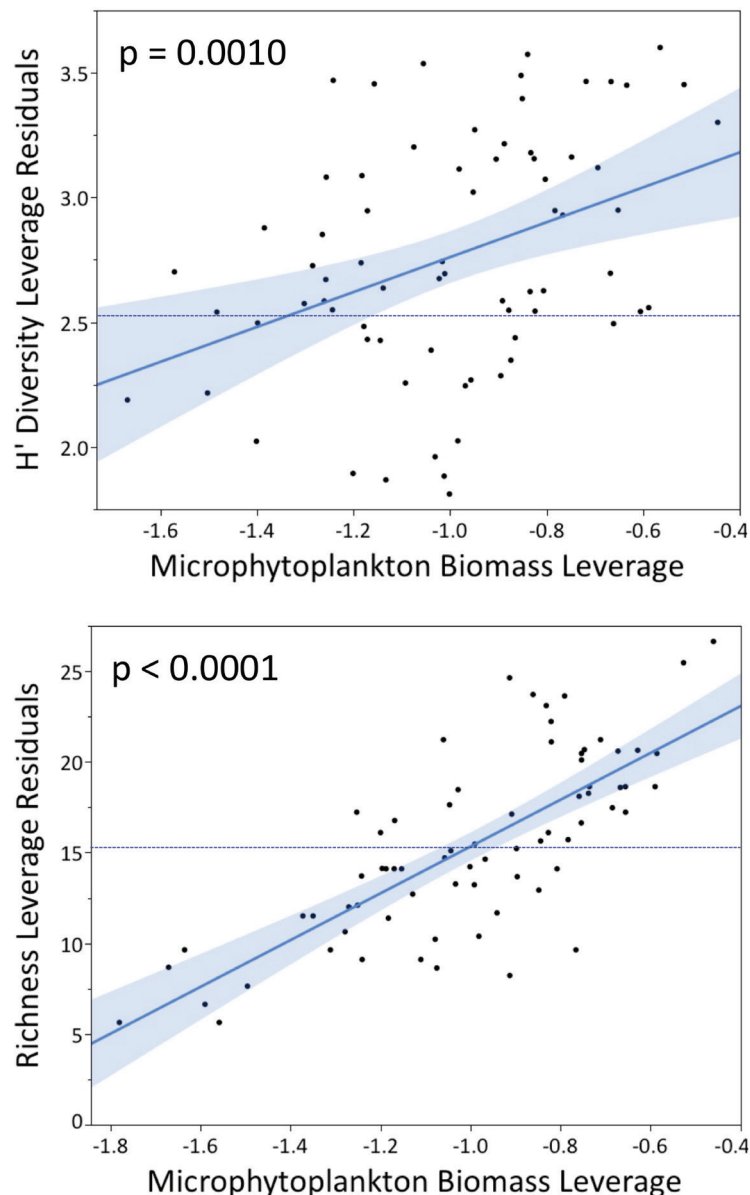 p = 0.0010
H' Diversity Leverage Residuals
3.5
3.0
2.5
2.0
-1.6 -1.4 -1.2 -1.0 -0.8 -0.6 -0.4
Microphytoplankton Biomass Leverage
p < 0.0001
Richness Leverage Residuals
25
20
15
10
5
0
-1.8 -1.6 -1.4 -1.2 -1.0 -0.8 -0.6 -0.4
Microphytoplankton Biomass Leverage